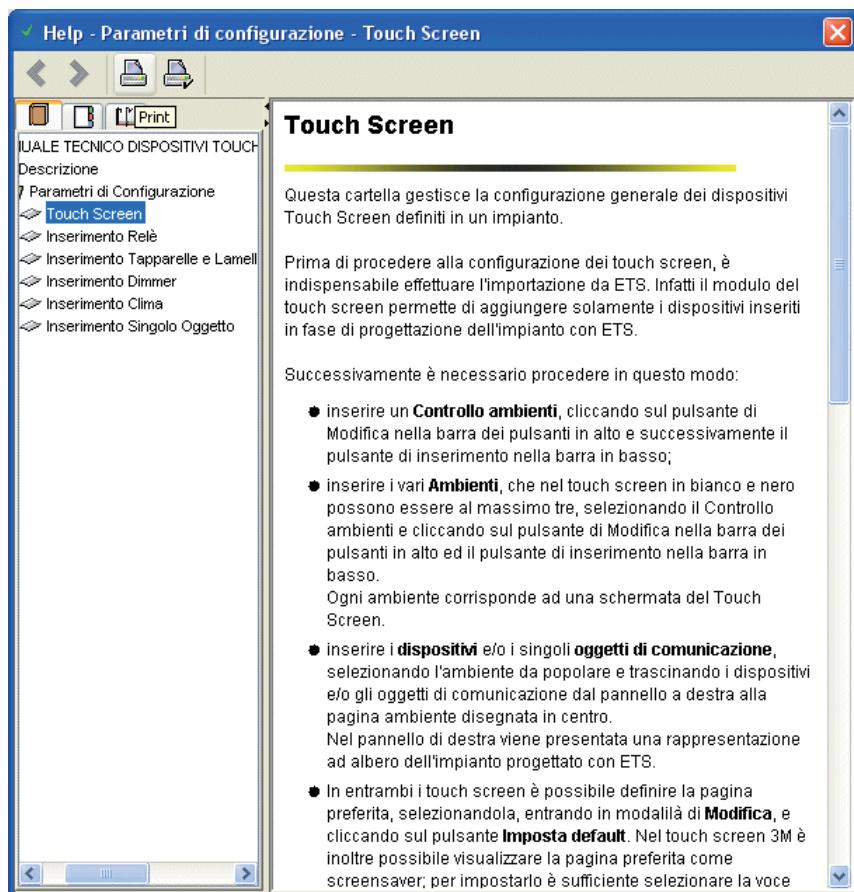 Help - Parametri di configurazione - Touch Screen
Print
IUALE TECNICO DISPOSITIVI TOUCH
Descrizione
Parametri di Configurazione
Touch Screen
Inserimento Relè
Inserimento Tapparelle e Lamell
Inserimento Dimmer
Inserimento Clima
Inserimento Singolo Oggetto
Touch Screen
Questa cartella gestisce la configurazione generale dei dispositivi
Touch Screen definiti in un impianto.
Prima di procedere alla configurazione dei touch screen, è
indispensabile effettuare l'importazione da ETS. Infatti il modulo del
touch screen permette di aggiungere solamente i dispositivi inseriti
in fase di progettazione dell'impianto con ETS.
Successivamente è necessario procedere in questo modo:
inserire un Controllo ambienti, cliccando sul pulsante di
Modifica nella barra dei pulsanti in alto e successivamente il
pulsante di inserimento nella barra in basso;
inserire i vari Ambienti, che nel touch screen in bianco e nero
possono essere al massimo tre, selezionando il Controllo
ambienti e cliccando sul pulsante di Modifica nella barra dei
pulsanti in alto ed il pulsante di inserimento nella barra in
basso.
Ogni ambiente corrisponde ad una schermata del Touch
Screen.
inserire i dispositivi e/o i singoli oggetti di comunicazione,
selezionando l'ambiente da popolare e trascinando i dispositivi
e/o gli oggetti di comunicazione dal pannello a destra alla
pagina ambiente disegnata in centro.
Nel pannello di destra viene presentata una rappresentazione
ad albero dell'impianto progettato con ETS.
In entrambi i touch screen è possibile definire la pagina
preferita, selezionandola, entrando in modalilà di Modifica, e
cliccando sul pulsante Imposta default. Nel touch screen 3M è
inoltre possibile visualizzare la pagina preferita come
screensaver; per impostarlo è sufficiente selezionare la voce